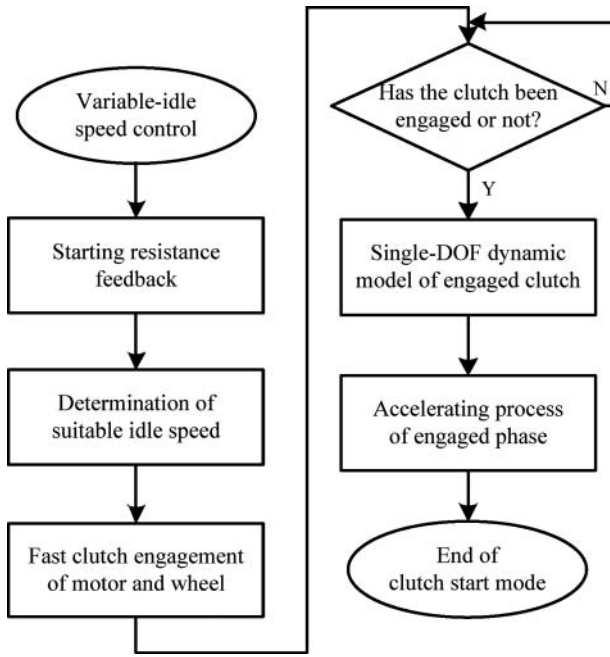 Variable-idle
speed control
Starting resistance
feedback
Determination of
suitable idle speed
Fast clutch engagement
of motor and wheel
Has the clutch been
engaged or not?
N
Y
Single-DOF dynamic
model of engaged clutch
Accelerating process
of engaged phase
End of
clutch start mode